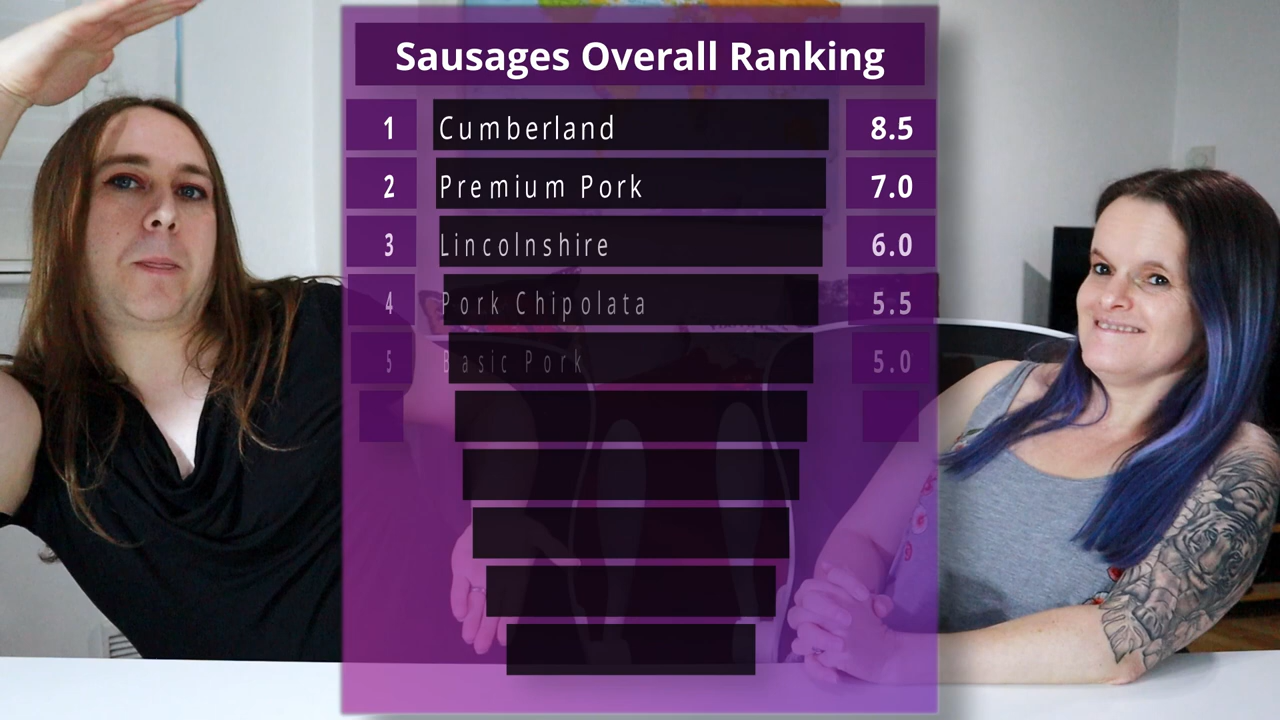 Sausages Overall Ranking
1 Cumberland 8.5
2 Premium Pork 7.0
3 Lincolnshire 6.0
4 Pork Chipolata 5.5
5 Basic Pork 5.0